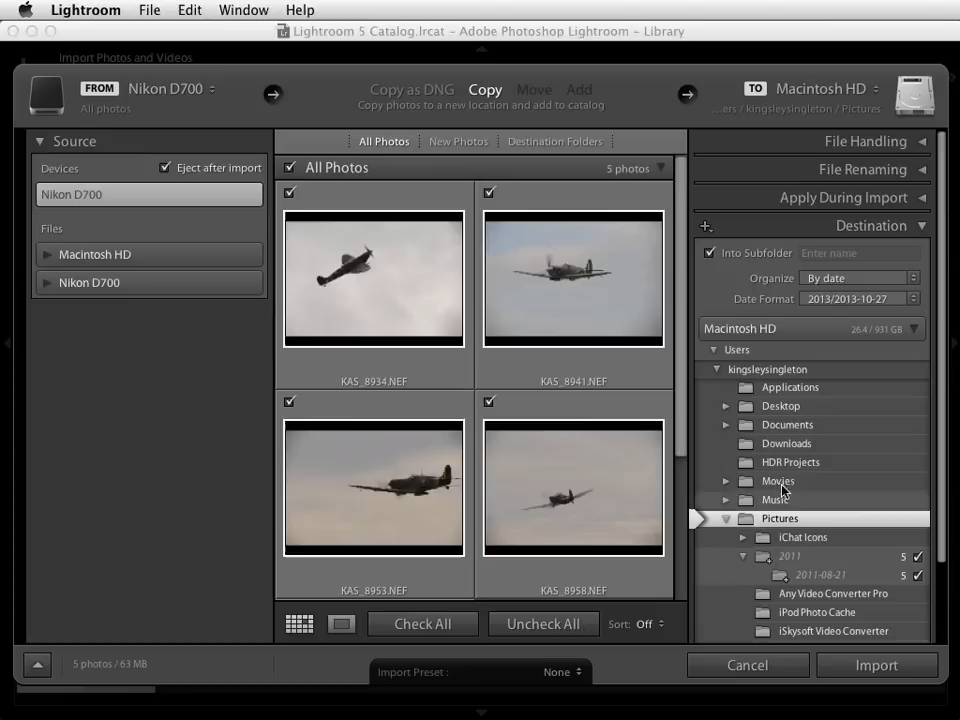 Lightroom File Edit Window Help
Lightroom 5 Catalog.lrcat – Adobe Photoshop Lightroom – Library
Import Photos and Videos
FROM Nikon D700
All photos
Copy as DNG Copy Move Add
Copy photos to a new location and add to catalog
TO Macintosh HD
...ers / kingsleysingleton / Pictures
Source
Devices Eject after import
Nikon D700
Files
Macintosh HD
Nikon D700
All Photos New Photos Destination Folders
All Photos 5 photos
KAS_8934.NEF KAS_8941.NEF
KAS_8953.NEF KAS_8958.NEF
Check All Uncheck All Sort: Off
File Handling
File Renaming
Apply During Import
Destination
Into Subfolder Enter name
Organize By date
Date Format 2013/2013-10-27
Macintosh HD 26.4 / 931 GB
Users
kingsleysingleton
Applications
Desktop
Documents
Downloads
HDR Projects
Movies
Music
Pictures
iChat Icons
2011 5
2011-08-21 5
Any Video Converter Pro
iPod Photo Cache
iSkysoft Video Converter
5 photos / 63 MB
Import Preset : None
Cancel Import